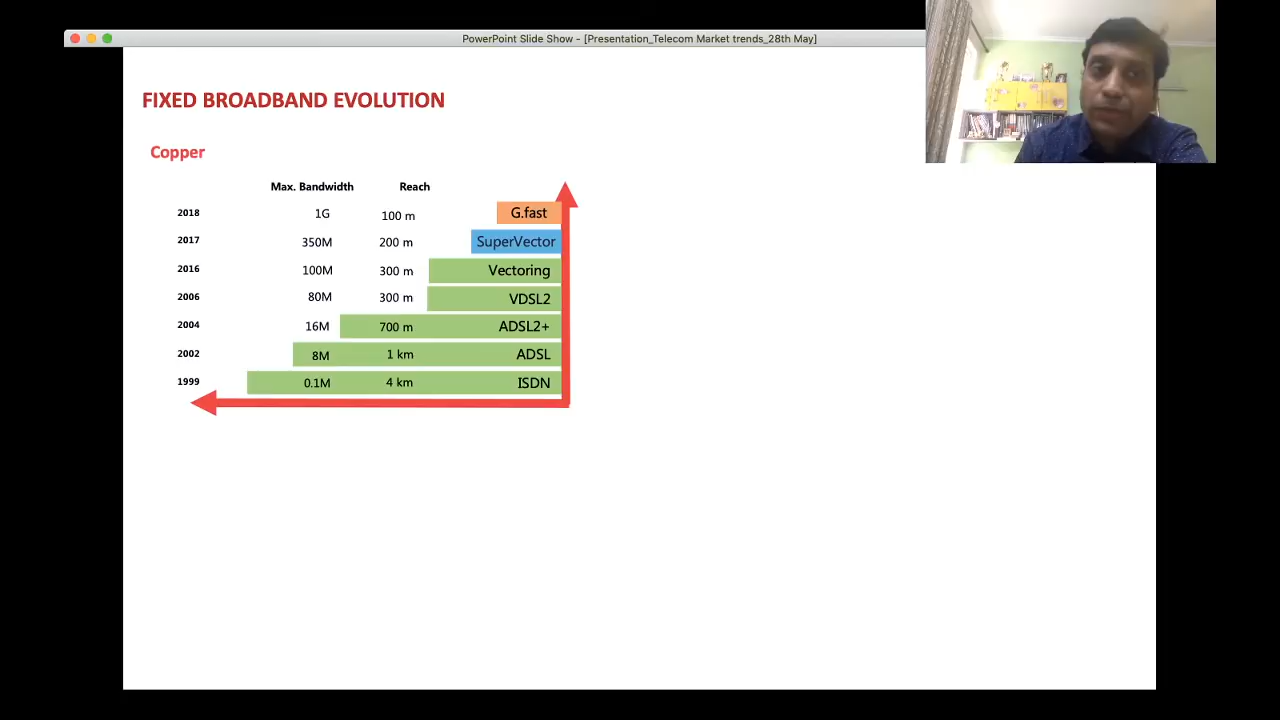 PowerPoint Slide Show - [Presentation_Telecom Market trends_28th May]
FIXED BROADBAND EVOLUTION
Copper
Max. Bandwidth Reach
2018 1G 100 m G.fast
2017 350M 200 m SuperVector
2016 100M 300 m Vectoring
2006 80M 300 m VDSL2
2004 16M 700 m ADSL2+
2002 8M 1 km ADSL
1999 0.1M 4 km ISDN